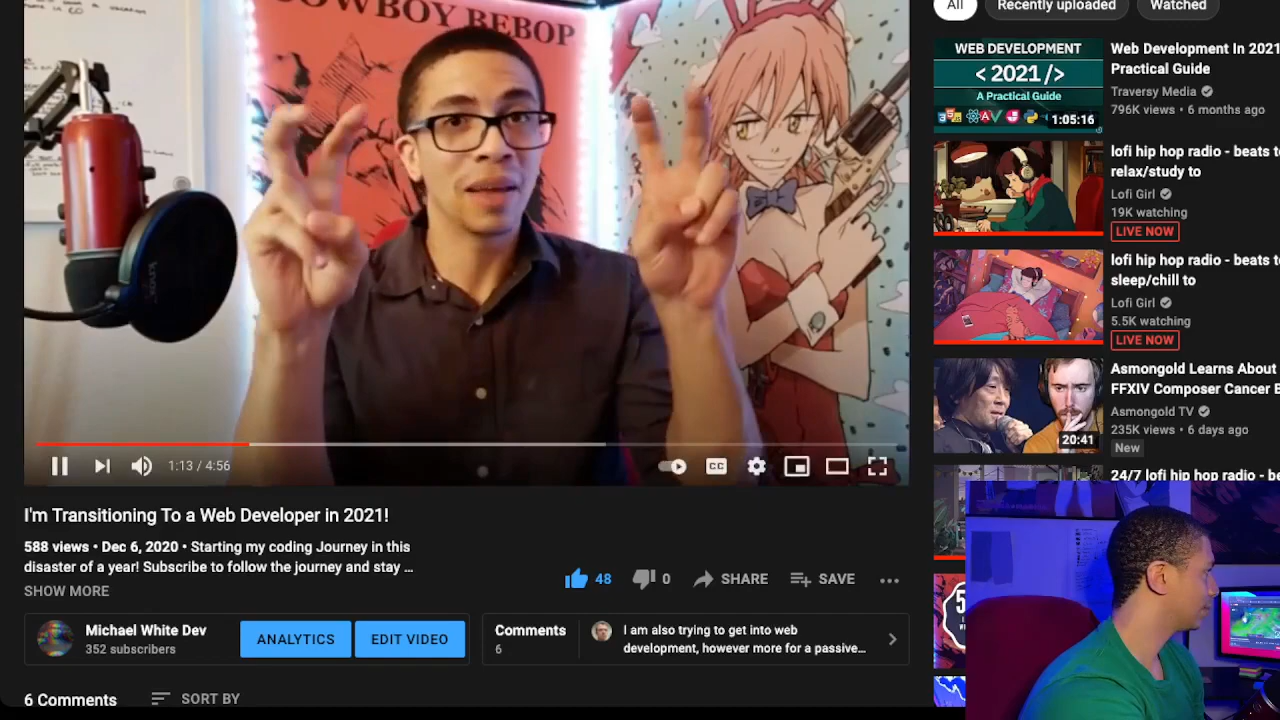 COWBOY BEBOP
knox
1:13 / 4:56
CC
I'm Transitioning To a Web Developer in 2021!
588 views • Dec 6, 2020 • Starting my coding Journey in this
disaster of a year! Subscribe to follow the journey and stay ...
SHOW MORE
48
0
SHARE
SAVE
Michael White Dev
352 subscribers
ANALYTICS
EDIT VIDEO
Comments
6
I am also trying to get into web
development, however more for a passive...
6 Comments
SORT BY
All
Recently uploaded
Watched
WEB DEVELOPMENT
< 2021 />
A Practical Guide
1:05:16
Web Development In 2021
Practical Guide
Traversy Media
796K views • 6 months ago
lofi hip hop radio - beats to
relax/study to
Lofi Girl
19K watching
LIVE NOW
lofi hip hop radio - beats to
sleep/chill to
Lofi Girl
5.5K watching
LIVE NOW
20:41
Asmongold Learns About
FFXIV Composer Cancer
Asmongold TV
235K views • 6 days ago
New
24/7 lofi hip hop radio - be